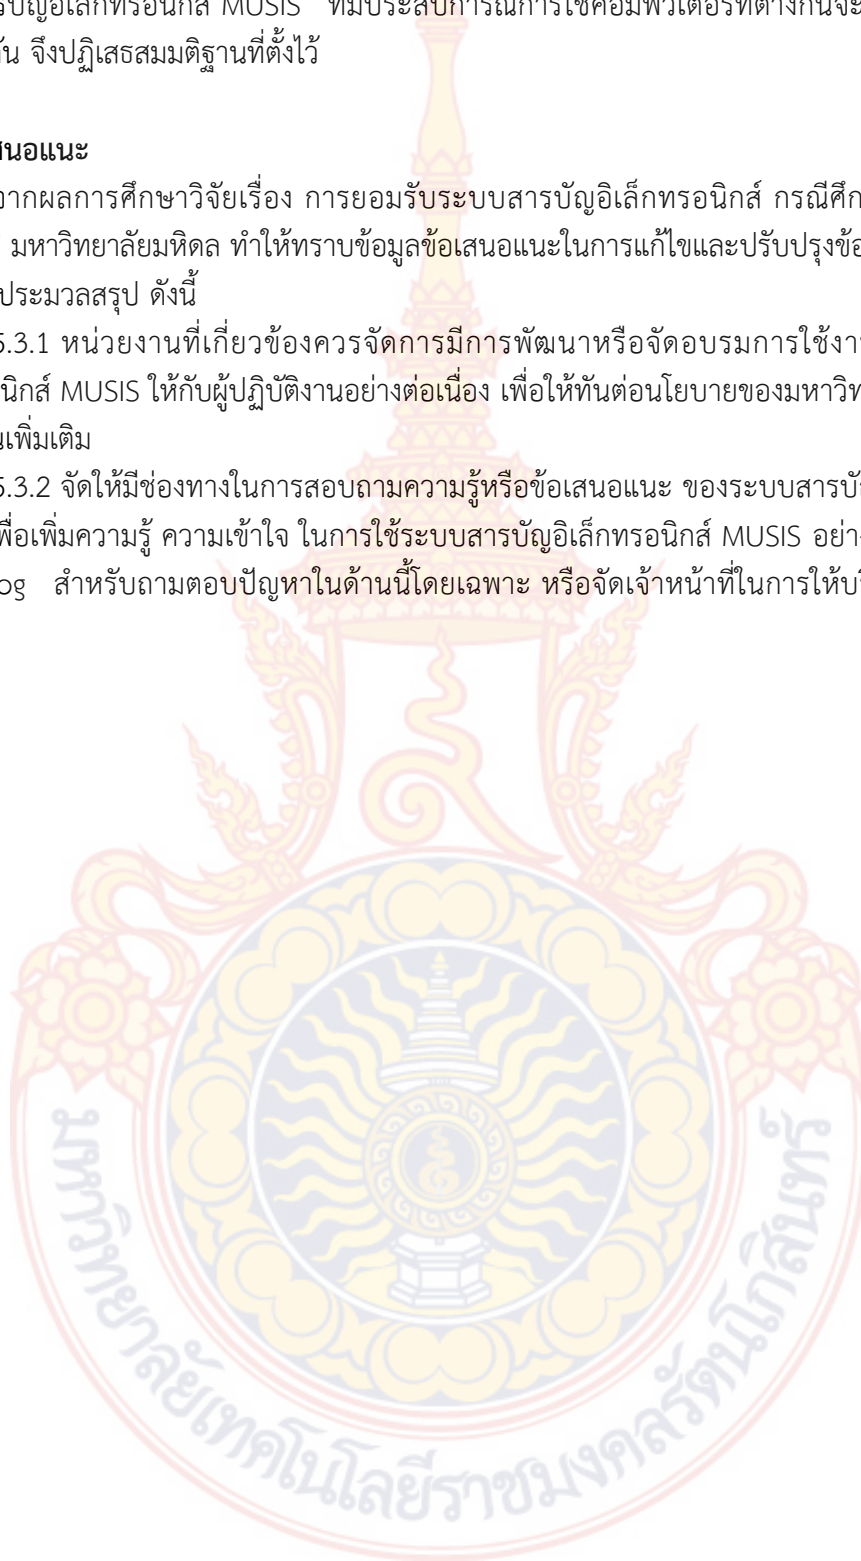 รบัญอิเล็กทรอนิกส์ MUSIS ที่มีประสบการณ์การใช้คอมพิวเตอร์ที่ต่างกันจะ
กัน จึงปฏิเสธสมมติฐานที่ตั้งไว้
สนอแนะ
จากผลการศึกษาวิจัยเรื่อง การยอมรับระบบสารบัญอิเล็กทรอนิกส์ กรณีศึก
มหาวิทยาลัยมหิดล ทำให้ทราบข้อมูลข้อเสนอแนะในการแก้ไขและปรับปรุงข้อ
ประมวลสรุป ดังนี้
5.3.1 หน่วยงานที่เกี่ยวข้องควรจัดการมีการพัฒนาหรือจัดอบรมการใช้งา
นิกส์ MUSIS ให้กับผู้ปฏิบัติงานอย่างต่อเนื่อง เพื่อให้ทันต่อนโยบายของมหาวิท
นเพิ่มเติม
5.3.2 จัดให้มีช่องทางในการสอบถามความรู้หรือข้อเสนอแนะ ของระบบสารบั
พื่อเพิ่มความรู้ ความเข้าใจ ในการใช้ระบบสารบัญอิเล็กทรอนิกส์ MUSIS อย่า
og สำหรับถามตอบปัญหาในด้านนี้โดยเฉพาะ หรือจัดเจ้าหน้าที่ในการให้บริ
มหาวิทยาลัยเทคโนโลยีราชมงคลรัตนโกสินทร์